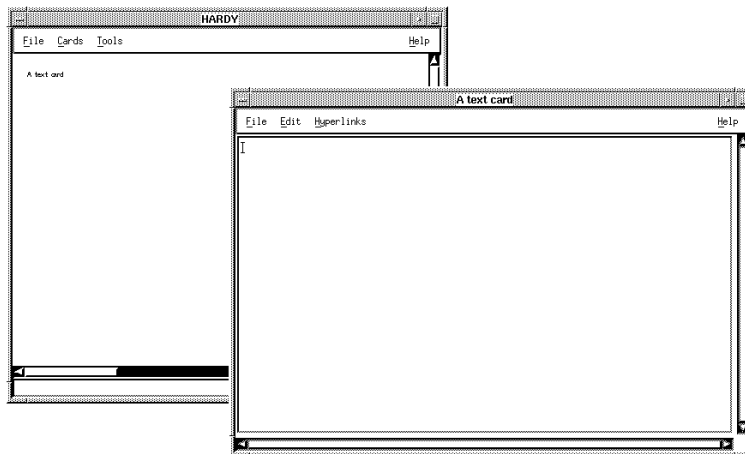 HARDY
File Cards Tools Help
A text card
A text card
File Edit Hyperlinks Help